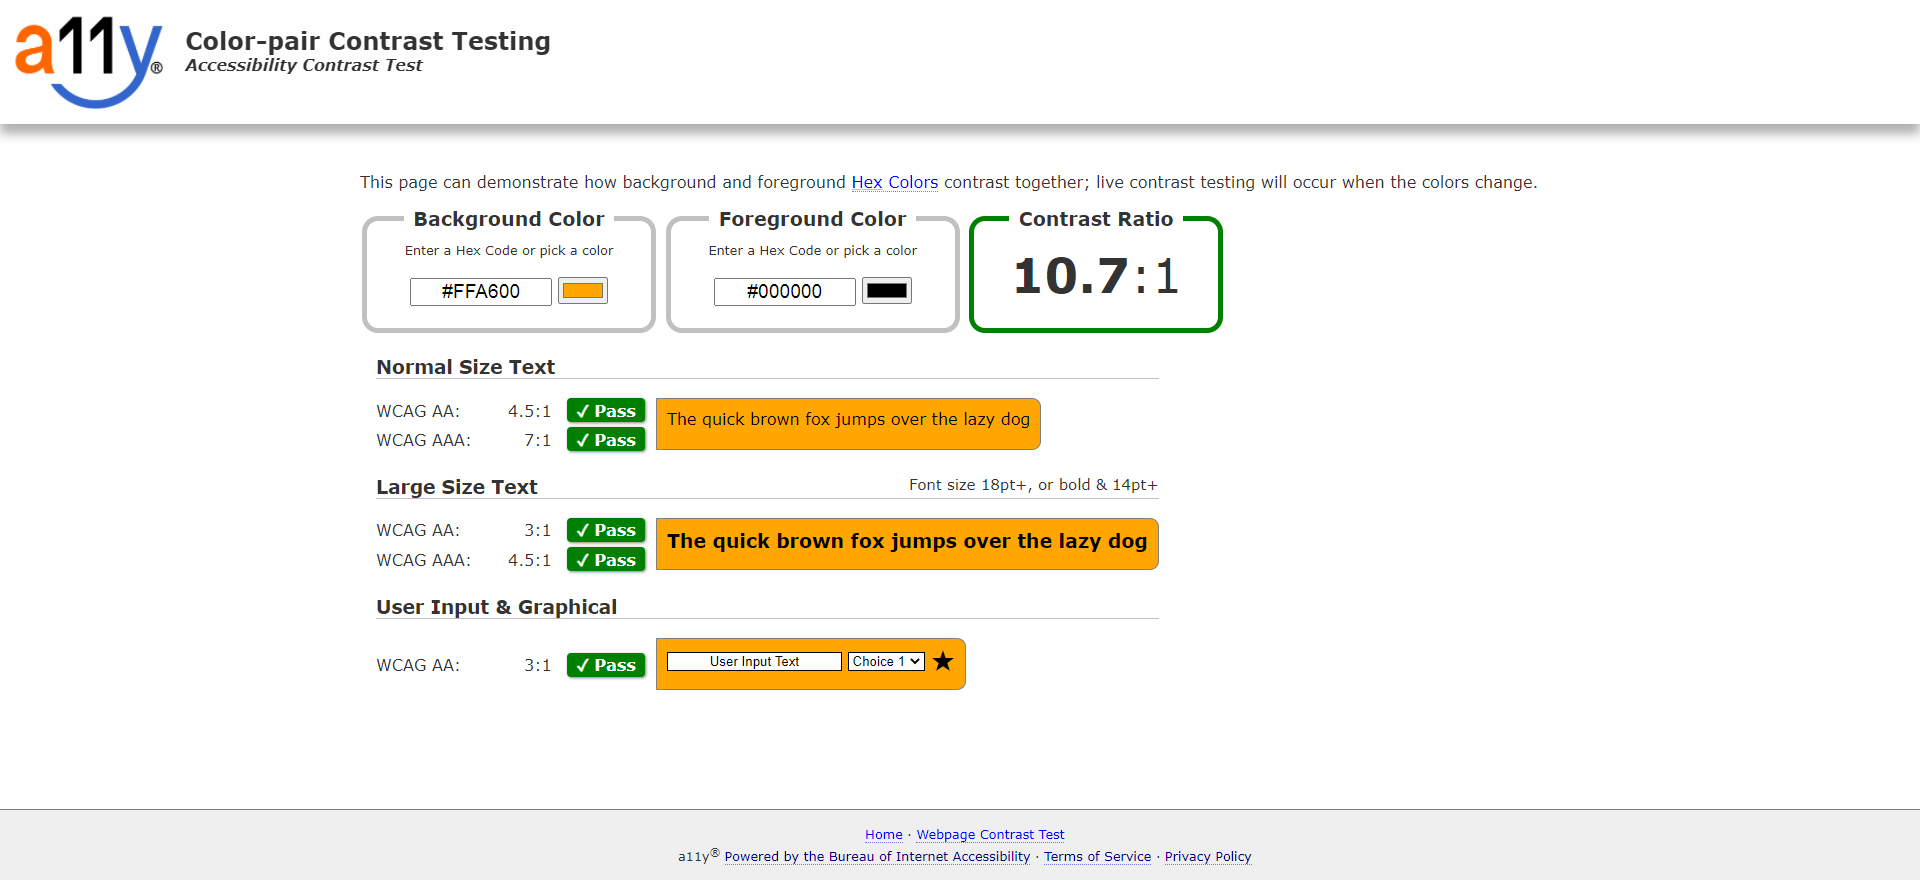 a11y®
Color-pair Contrast Testing
Accessibility Contrast Test
This page can demonstrate how background and foreground Hex Colors contrast together; live contrast testing will occur when the colors change.
Background Color
Enter a Hex Code or pick a color
#FFA600
Foreground Color
Enter a Hex Code or pick a color
#000000
Contrast Ratio
10.7:1
Normal Size Text
WCAG AA: 4.5:1 ✓ Pass
WCAG AAA: 7:1 ✓ Pass
The quick brown fox jumps over the lazy dog
Large Size Text Font size 18pt+, or bold & 14pt+
WCAG AA: 3:1 ✓ Pass
WCAG AAA: 4.5:1 ✓ Pass
The quick brown fox jumps over the lazy dog
User Input & Graphical
WCAG AA: 3:1 ✓ Pass
User Input Text Choice 1 ★
Home · Webpage Contrast Test
a11y® Powered by the Bureau of Internet Accessibility · Terms of Service · Privacy Policy